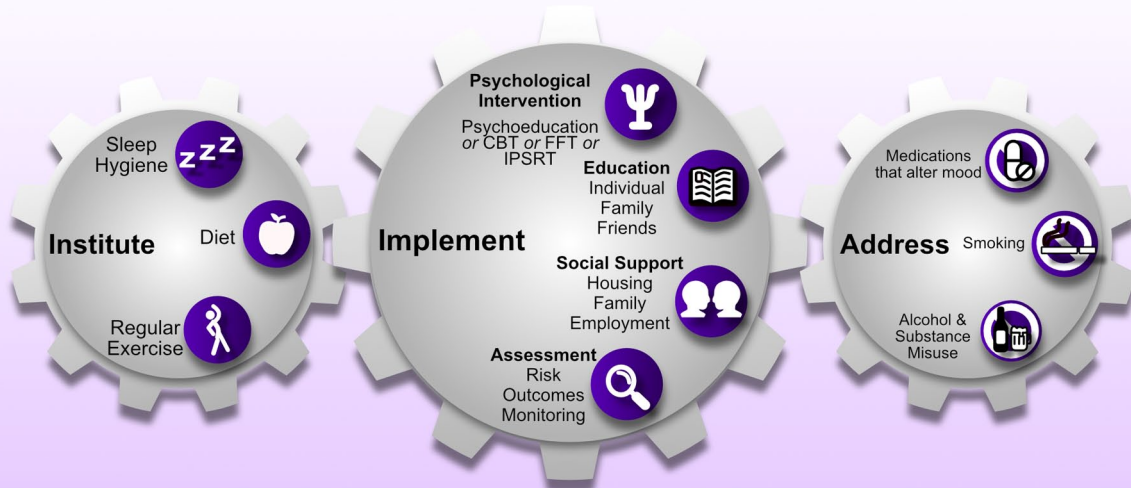 Institute
Sleep
Hygiene
zzz
Diet
Regular
Exercise
Implement
Psychological
Intervention
Psychoeducation
or CBT or FFT or
IPSRT
Ψ
Education
Individual
Family
Friends
Social Support
Housing
Family
Employment
Assessment
Risk
Outcomes
Monitoring
Address
Medications
that alter mood
Smoking
Alcohol &
Substance
Misuse